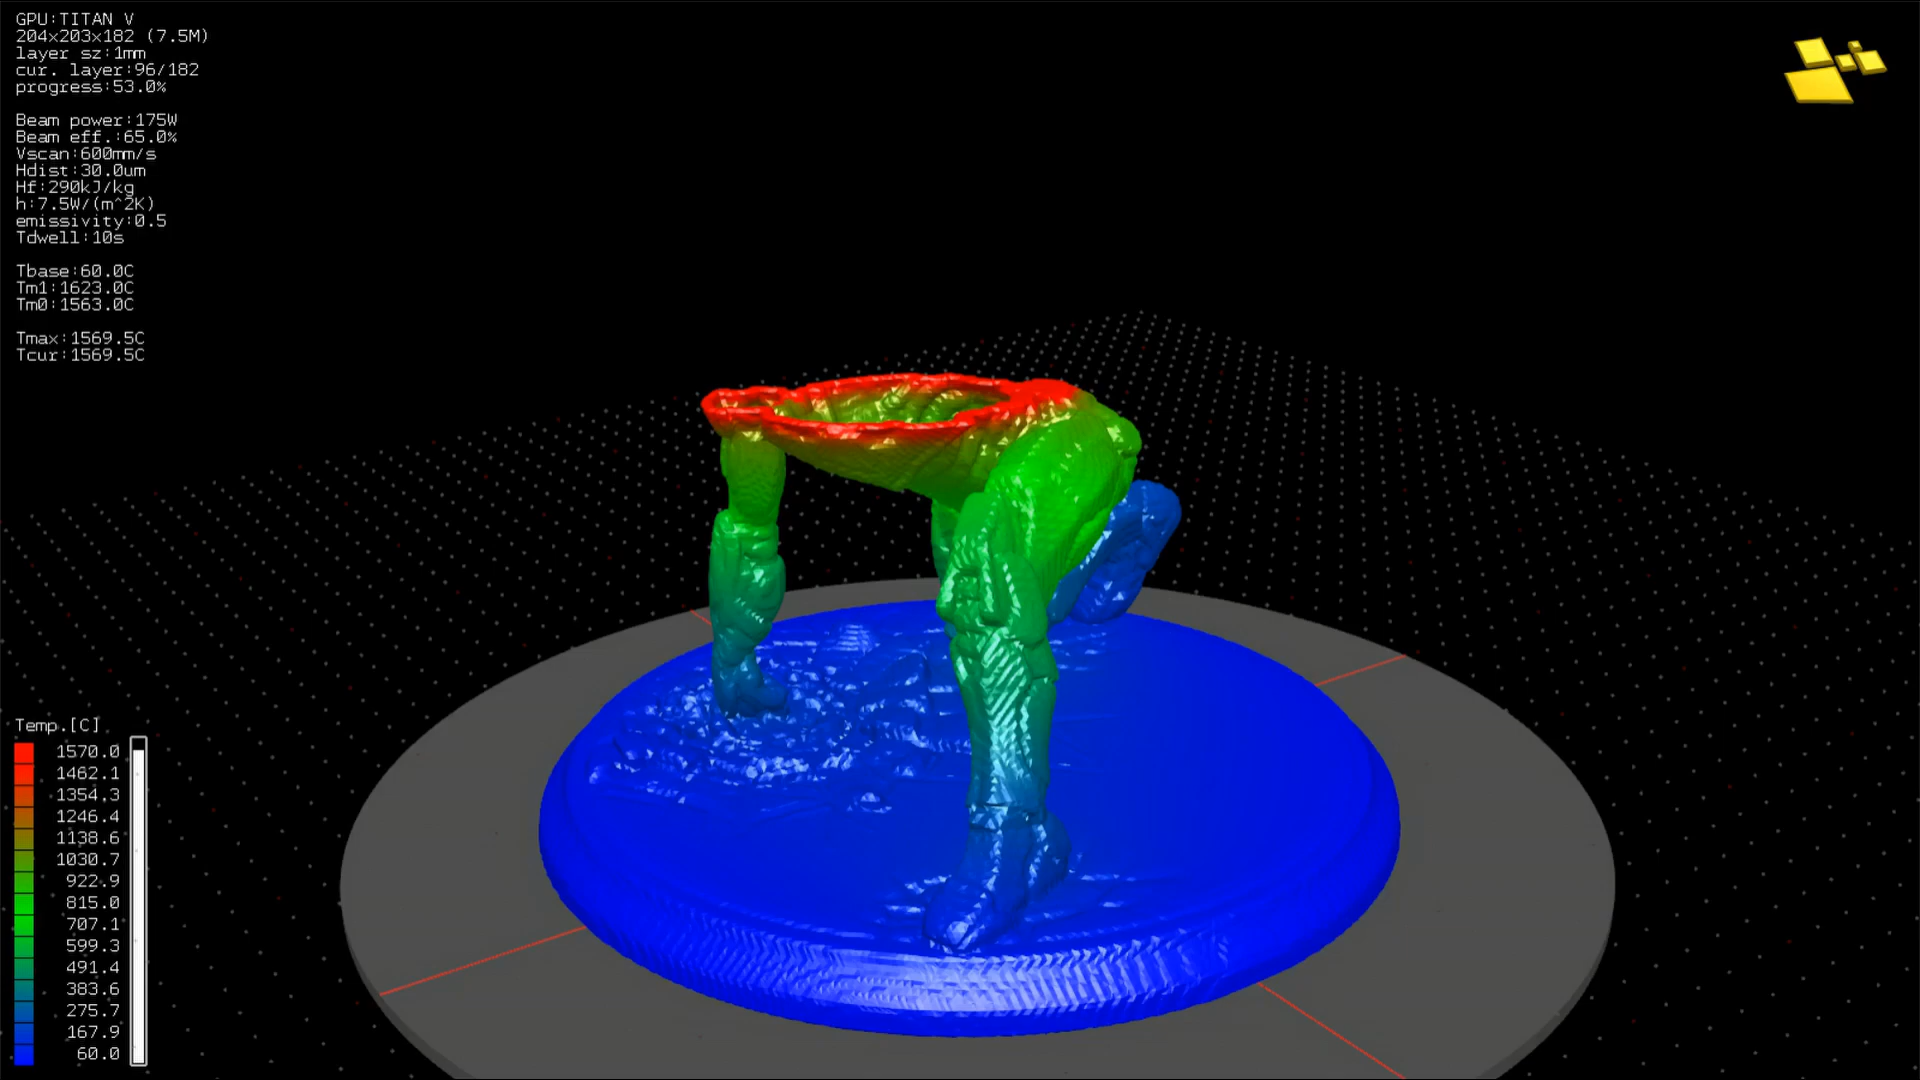 GPU:TITAN V
204x203x182 (7.5M)
layer sz:1mm
cur. layer:96/182
progress:53.0%
Beam power:175W
Beam eff.:65.0%
Vscan:600mm/s
Hdist:30.0um
Hf:290kJ/kg
h:7.5W/(m^2K)
emissivity:0.5
Tdwell:10s
Tbase:60.0C
Tm1:1623.0C
Tm0:1563.0C
Tmax:1569.5C
Tcur:1569.5C
Temp.[C]
1570.0
1462.1
1354.3
1246.4
1138.6
1030.7
922.9
815.0
707.1
599.3
491.4
383.6
275.7
167.9
60.0